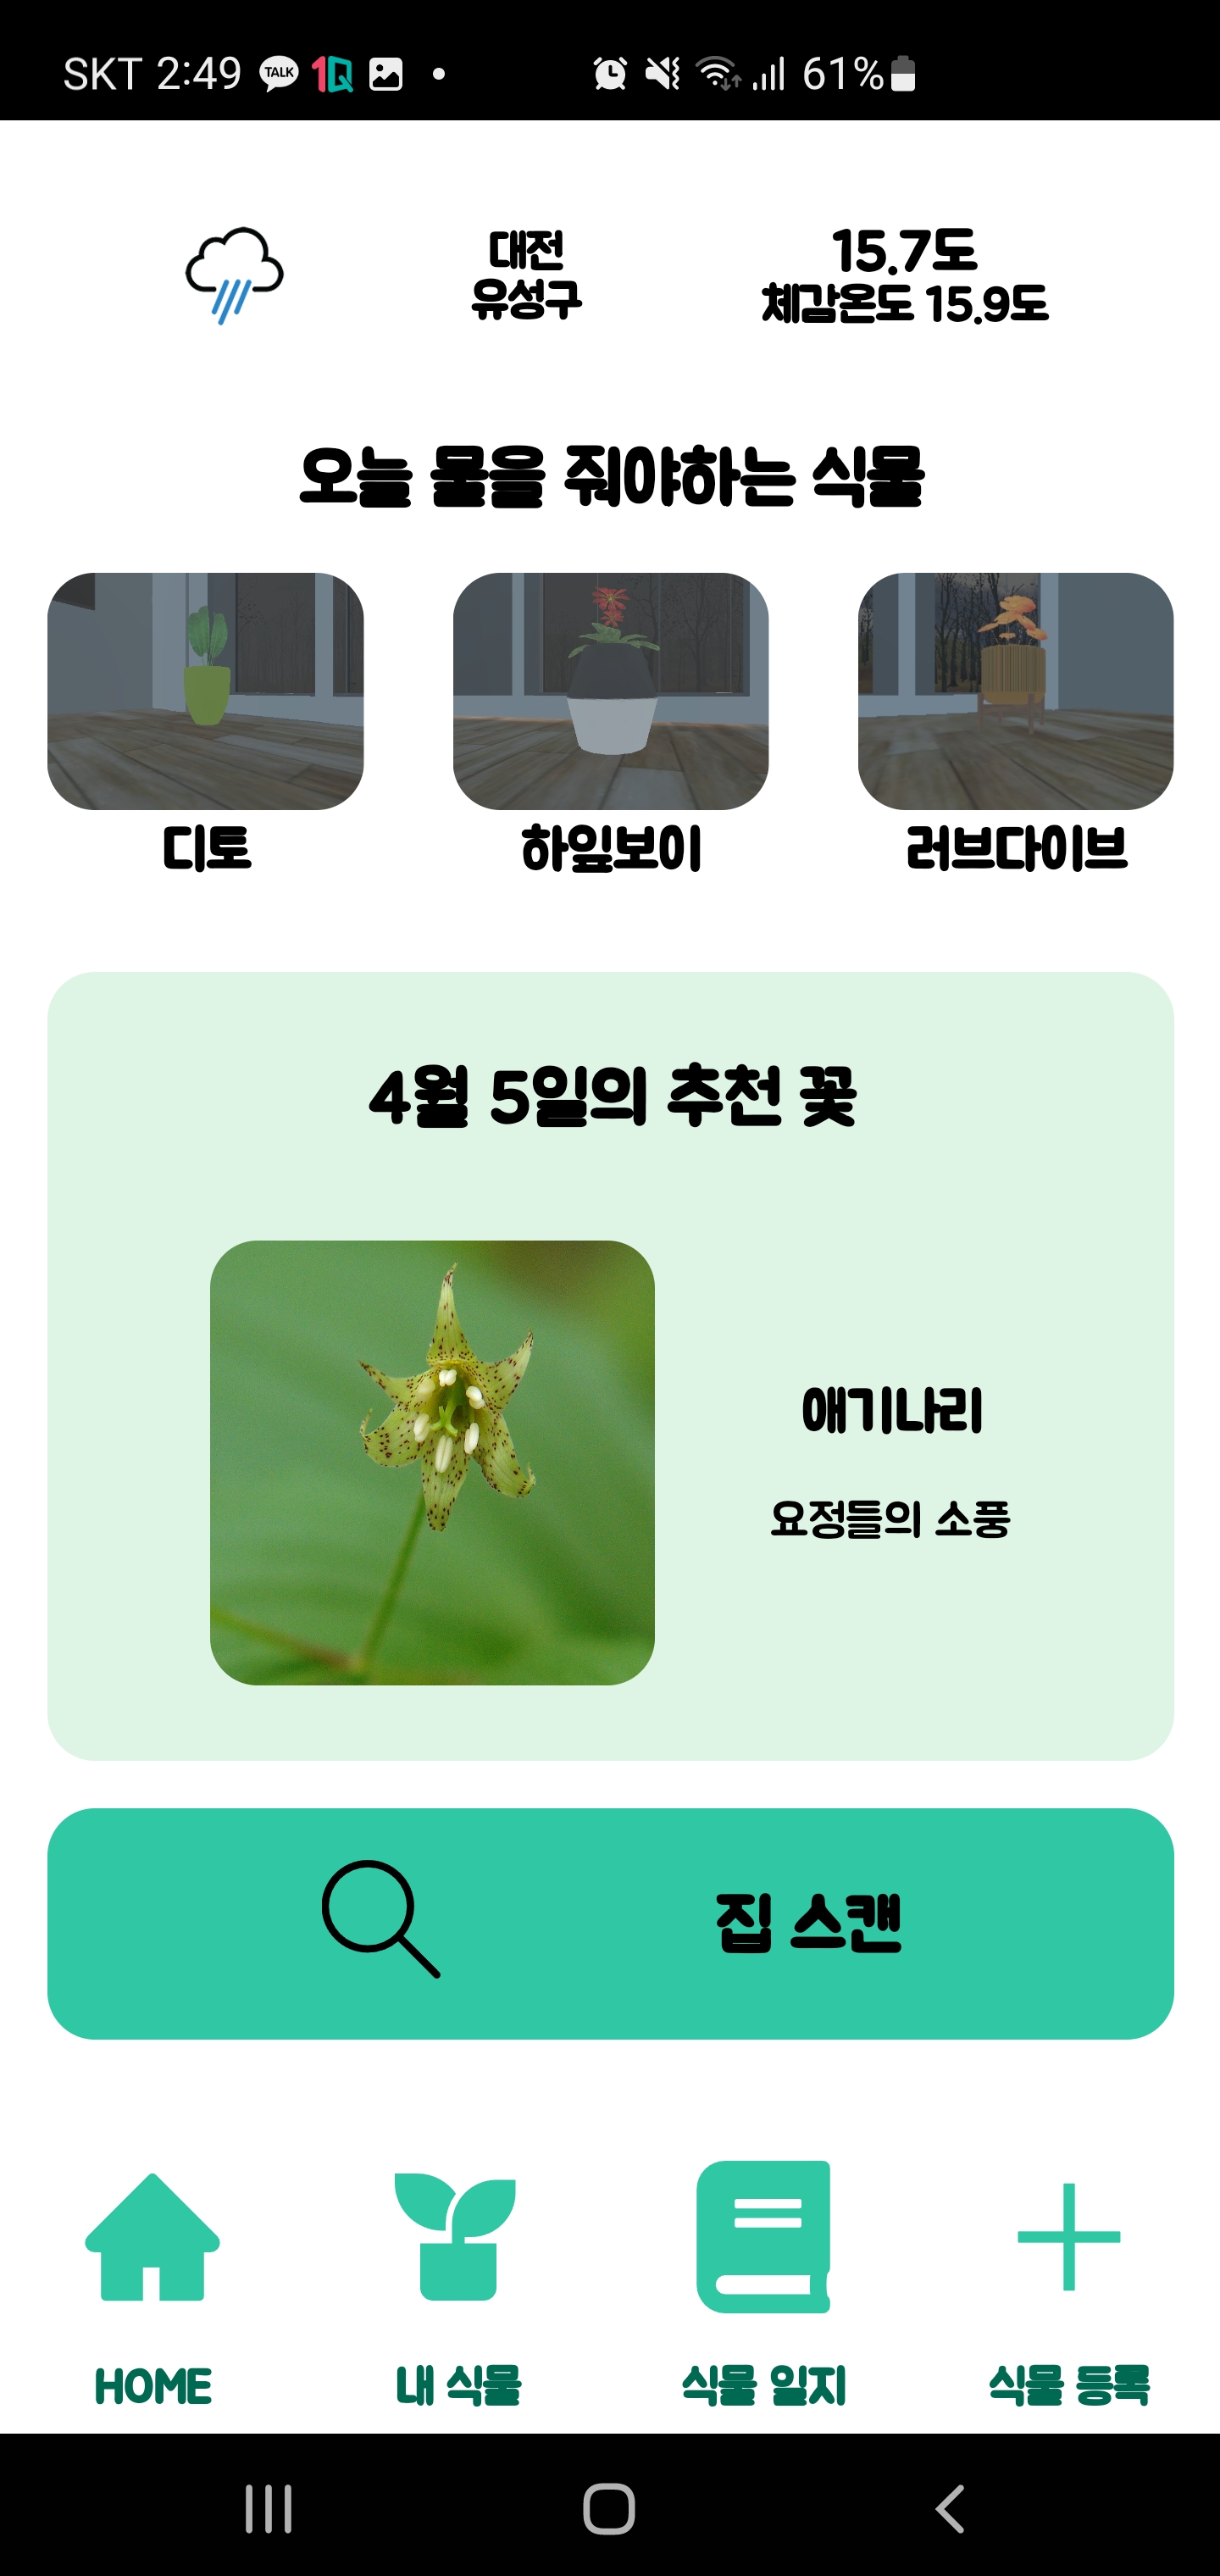 SKT 2:49 TALK 1Q 61%
대전
유성구
15.7도
체감온도 15.9도
오늘 물을 줘야하는 식물
디토 하잎보이 러브다이브
4월 5일의 추천 꽃
애기나리
요정들의 소풍
집 스캔
HOME 내 식물 식물 일지 식물 등록